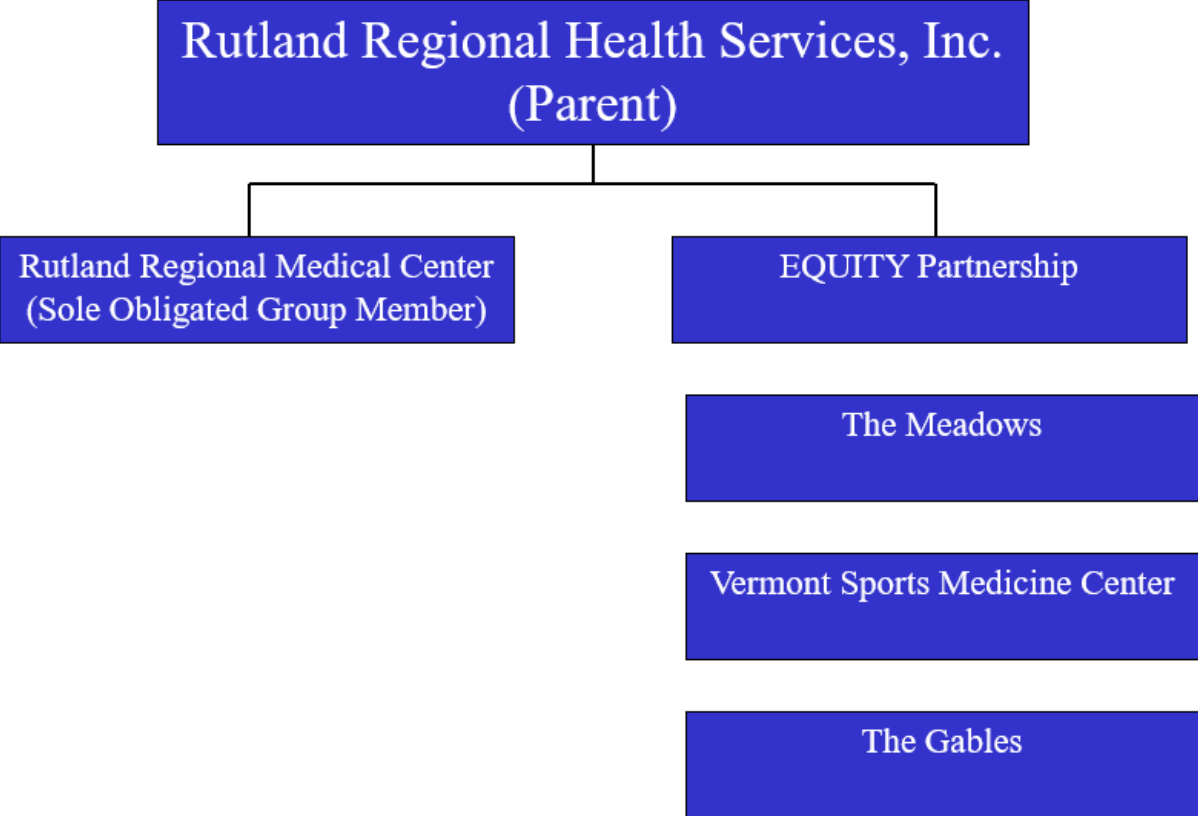 Rutland Regional Health Services, Inc.
(Parent)
Rutland Regional Medical Center
(Sole Obligated Group Member)
EQUITY Partnership
The Meadows
Vermont Sports Medicine Center
The Gables